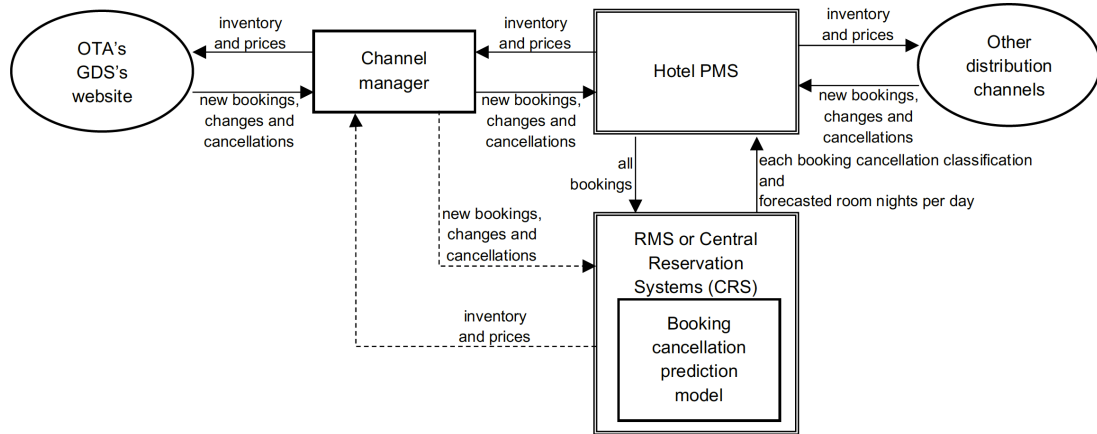 OTA's
GDS's
website
inventory
and prices
new bookings,
changes and
cancellations
Channel
manager
inventory
and prices
new bookings,
changes and
cancellations
Hotel PMS
inventory
and prices
new bookings,
changes and
cancellations
Other
distribution
channels
all
bookings
each booking cancellation classification
and
forecasted room nights per day
new bookings,
changes and
cancellations
inventory
and prices
RMS or Central
Reservation
Systems (CRS)
Booking
cancellation
prediction
model